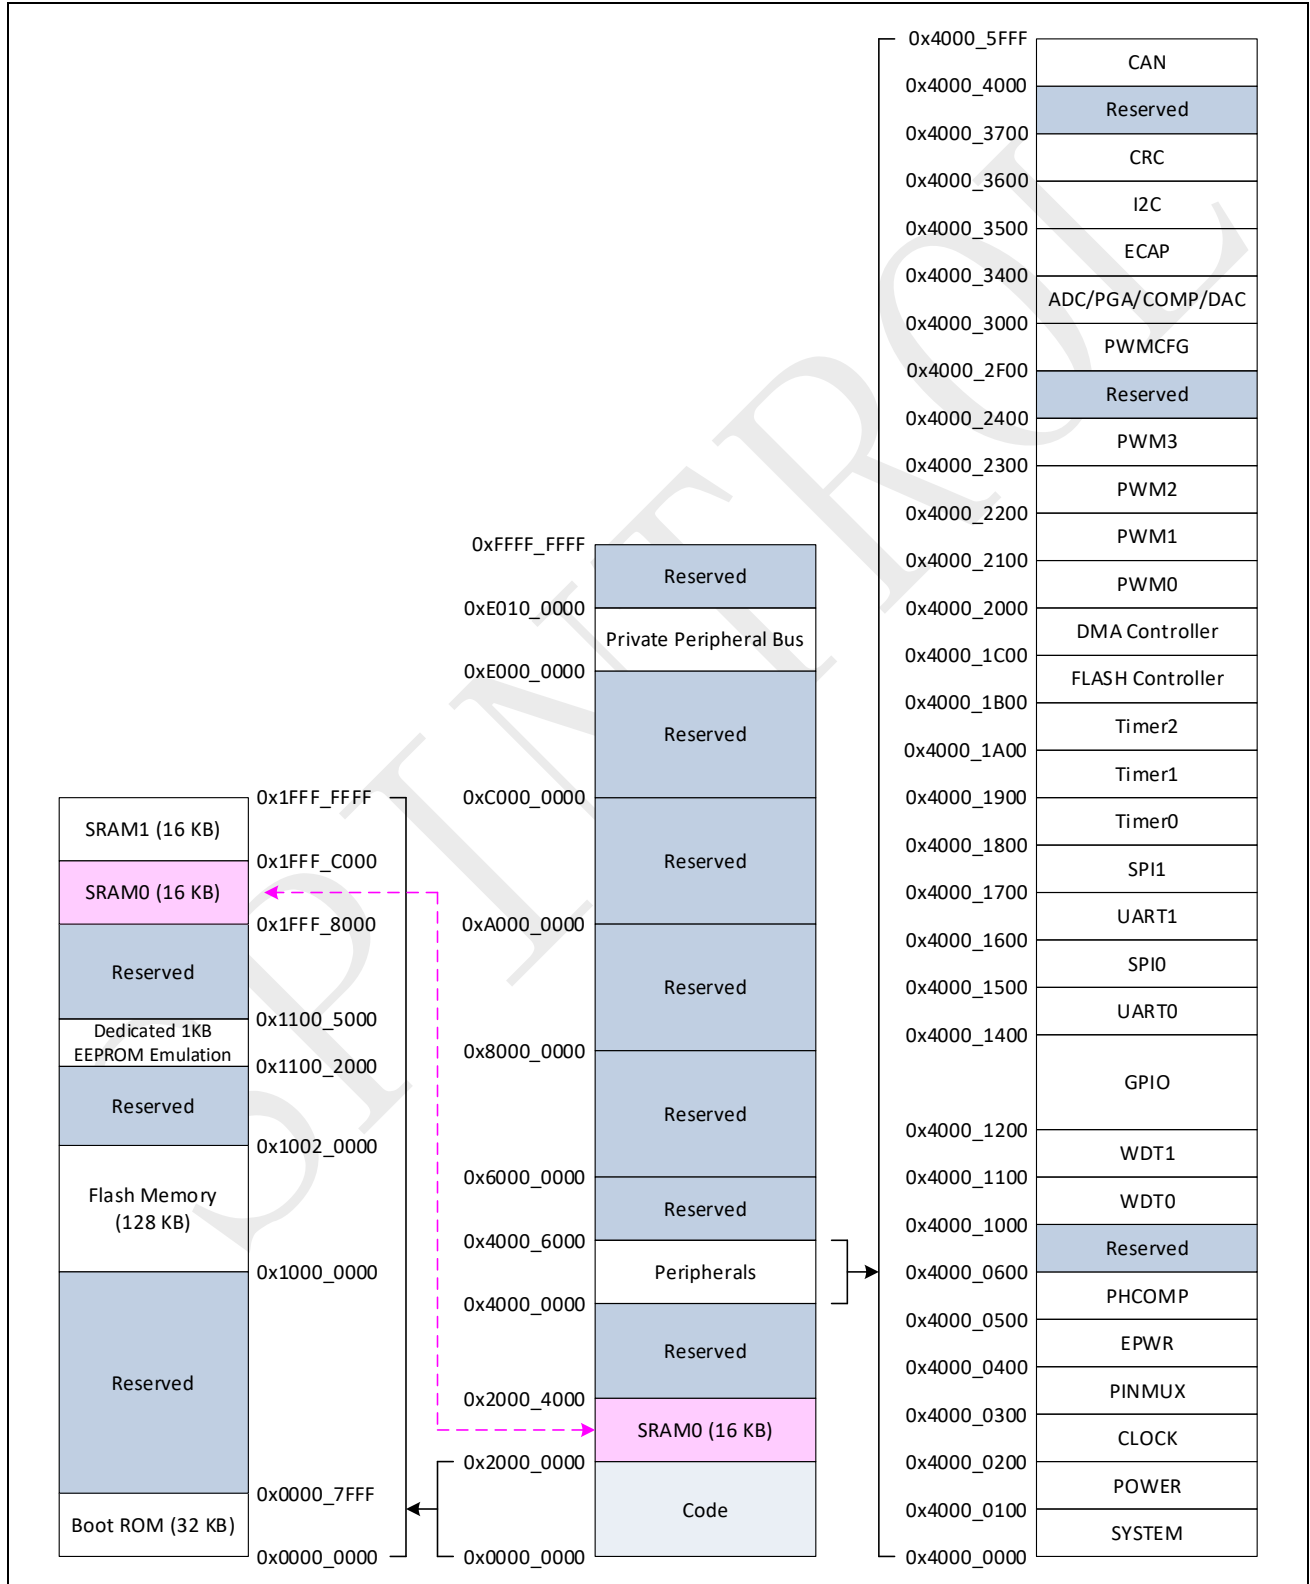 SPINTROL
0x1FFF_FFFF
SRAM1 (16 KB)
0x1FFF_C000
SRAM0 (16 KB)
0x1FFF_8000
Reserved
0x1100_5000
Dedicated 1KB
EEPROM Emulation
0x1100_2000
Reserved
0x1002_0000
Flash Memory
(128 KB)
0x1000_0000
Reserved
0x0000_7FFF
Boot ROM (32 KB)
0x0000_0000
0xFFFF_FFFF
Reserved
0xE010_0000
Private Peripheral Bus
0xE000_0000
Reserved
0xC000_0000
Reserved
0xA000_0000
Reserved
0x8000_0000
Reserved
0x6000_0000
Reserved
0x4000_6000
Peripherals
0x4000_0000
Reserved
0x2000_4000
SRAM0 (16 KB)
0x2000_0000
Code
0x0000_0000
0x4000_5FFF
CAN
0x4000_4000
Reserved
0x4000_3700
CRC
0x4000_3600
I2C
0x4000_3500
ECAP
0x4000_3400
ADC/PGA/COMP/DAC
0x4000_3000
PWMCFG
0x4000_2F00
Reserved
0x4000_2400
PWM3
0x4000_2300
PWM2
0x4000_2200
PWM1
0x4000_2100
PWM0
0x4000_2000
DMA Controller
0x4000_1C00
FLASH Controller
0x4000_1B00
Timer2
0x4000_1A00
Timer1
0x4000_1900
Timer0
0x4000_1800
SPI1
0x4000_1700
UART1
0x4000_1600
SPI0
0x4000_1500
UART0
0x4000_1400
GPIO
0x4000_1200
WDT1
0x4000_1100
WDT0
0x4000_1000
Reserved
0x4000_0600
PHCOMP
0x4000_0500
EPWR
0x4000_0400
PINMUX
0x4000_0300
CLOCK
0x4000_0200
POWER
0x4000_0100
SYSTEM
0x4000_0000